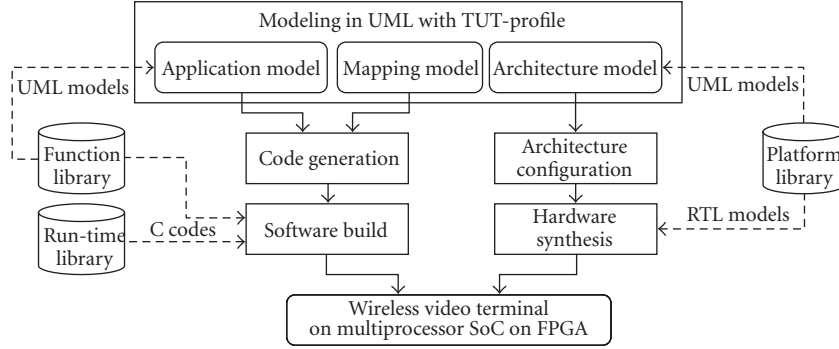 Modeling in UML with TUT-profile
Application model
Mapping model
Architecture model
UML models
UML models
Function
library
Code generation
Architecture
configuration
Platform
library
Run-time
library
C codes
Software build
Hardware
synthesis
RTL models
Wireless video terminal
on multiprocessor SoC on FPGA